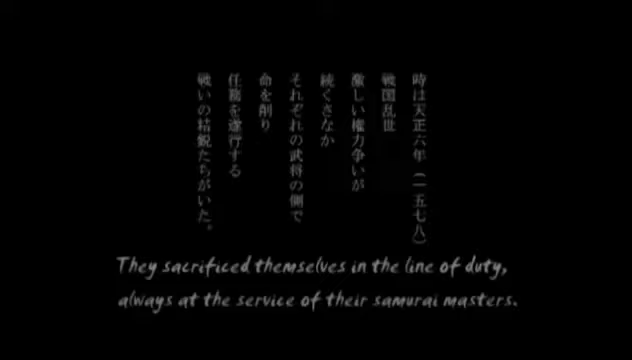 時は天正六年（一五七八）
戦国乱世
激しい権力争いが
続くさなか
それぞれの武将の側で
命を削り
任務を遂行する
戦いの精鋭たちがいた。
They sacrificed themselves in the line of duty,
always at the service of their samurai masters.